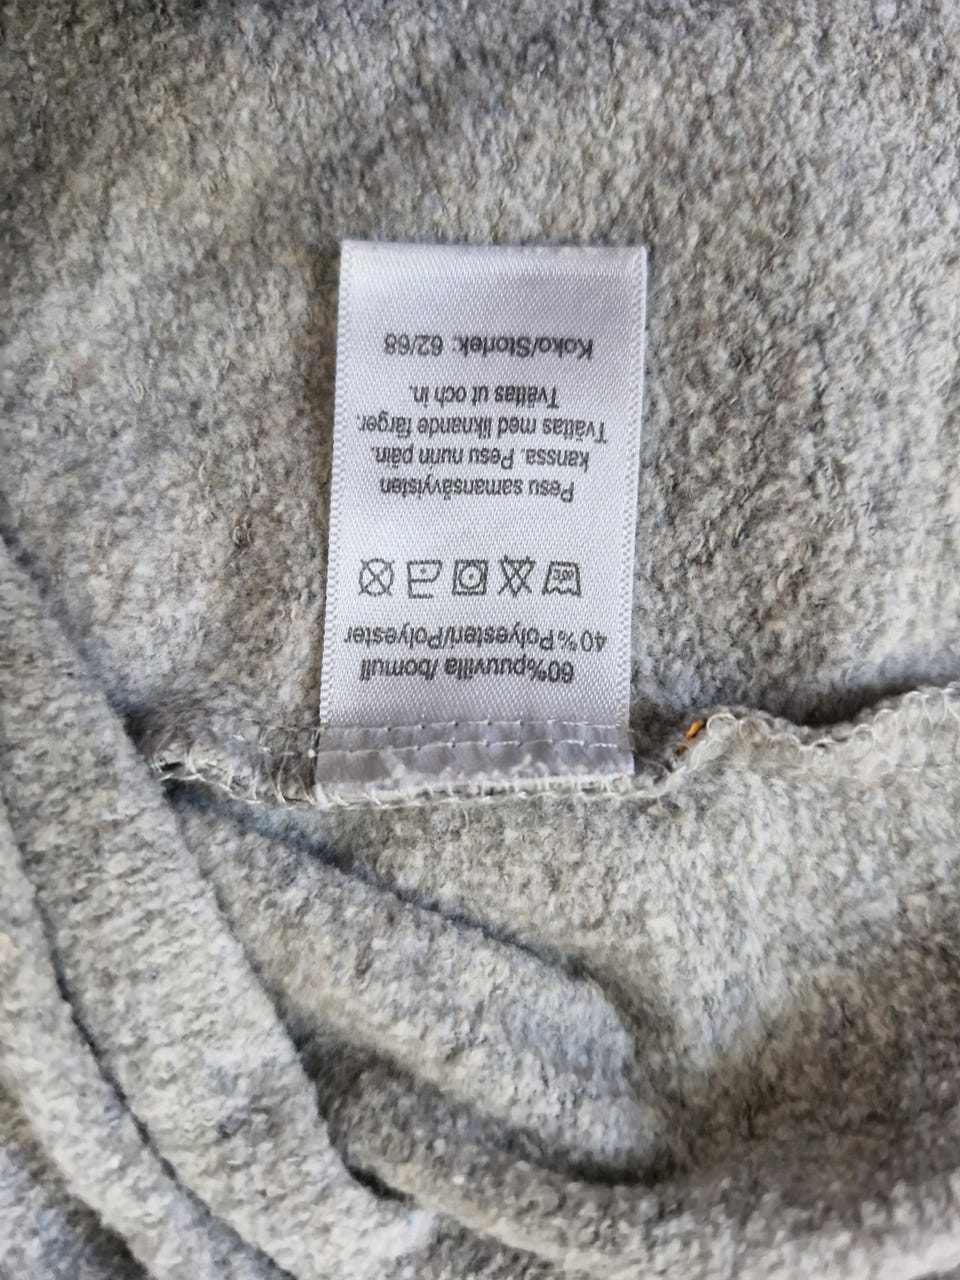 60%puuvilla /bomull
40%Polyesteri/Polyester
Pesu samansävyisten
kanssa. Pesu nurin päin.
Tvättas med liknande färger.
Tvättas ut och in.
Koko/Storlek: 62/68